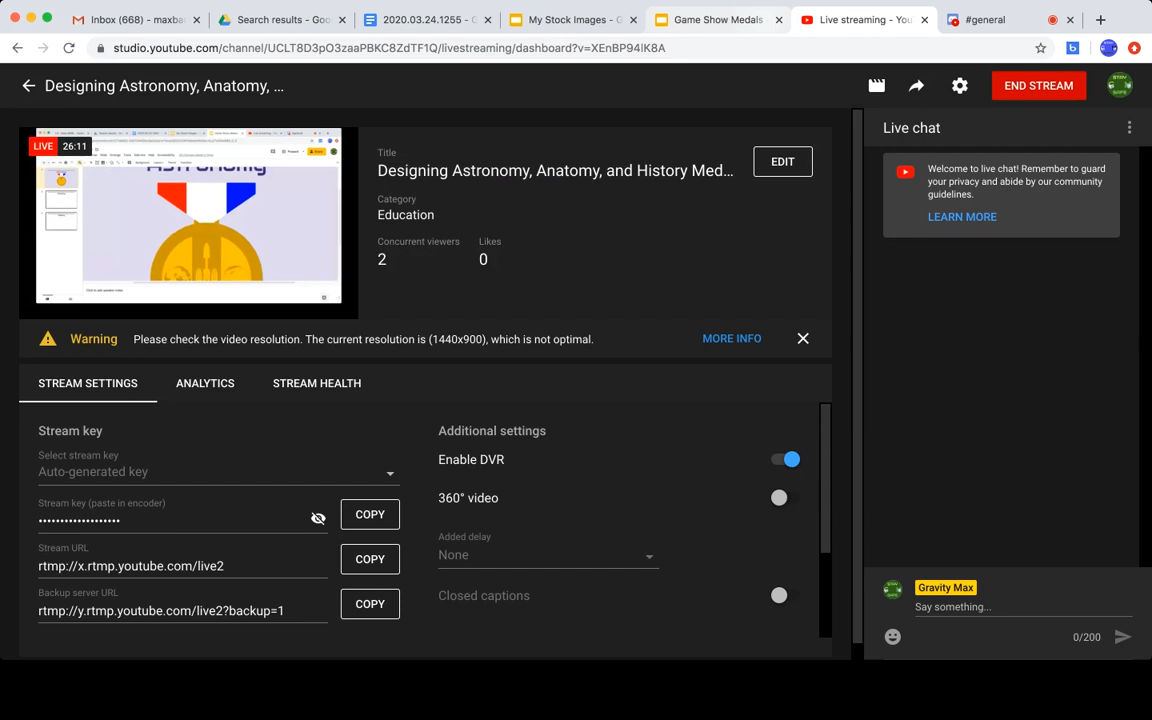 Inbox (668) - maxba
Search results - Goo
2020.03.24.1255 - G
My Stock Images - G
Game Show Medals
Live streaming - You
#general
studio.youtube.com/channel/UCLT8D3pO3zaaPBKC8ZdTF1Q/livestreaming/dashboard?v=XEnBP94lK8A
Designing Astronomy, Anatomy, ...
END STREAM
LIVE 26:11
Astronomy
Title
Designing Astronomy, Anatomy, and History Med...
EDIT
Category
Education
Concurrent viewers
2
Likes
0
Warning Please check the video resolution. The current resolution is (1440x900), which is not optimal.
MORE INFO
STREAM SETTINGS
ANALYTICS
STREAM HEALTH
Stream key
Select stream key
Auto-generated key
Stream key (paste in encoder)
•••••••••••••••••••
COPY
Stream URL
rtmp://x.rtmp.youtube.com/live2
COPY
Backup server URL
rtmp://y.rtmp.youtube.com/live2?backup=1
COPY
Additional settings
Enable DVR
360° video
Added delay
None
Closed captions
Live chat
Welcome to live chat! Remember to guard
your privacy and abide by our community
guidelines.
LEARN MORE
Gravity Max
Say something...
0/200